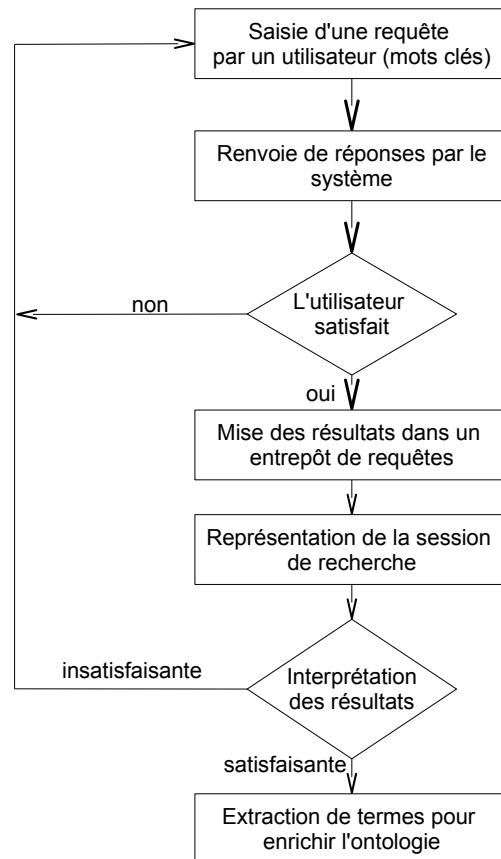 Saisie d'une requête
par un utilisateur (mots clés)
Renvoie de réponses par le
système
non
L'utilisateur
satisfait
oui
Mise des résultats dans un
entrepôt de requêtes
Représentation de la session
de recherche
insatisfaisante
Interprétation
des résultats
satisfaisante
Extraction de termes pour
enrichir l'ontologie